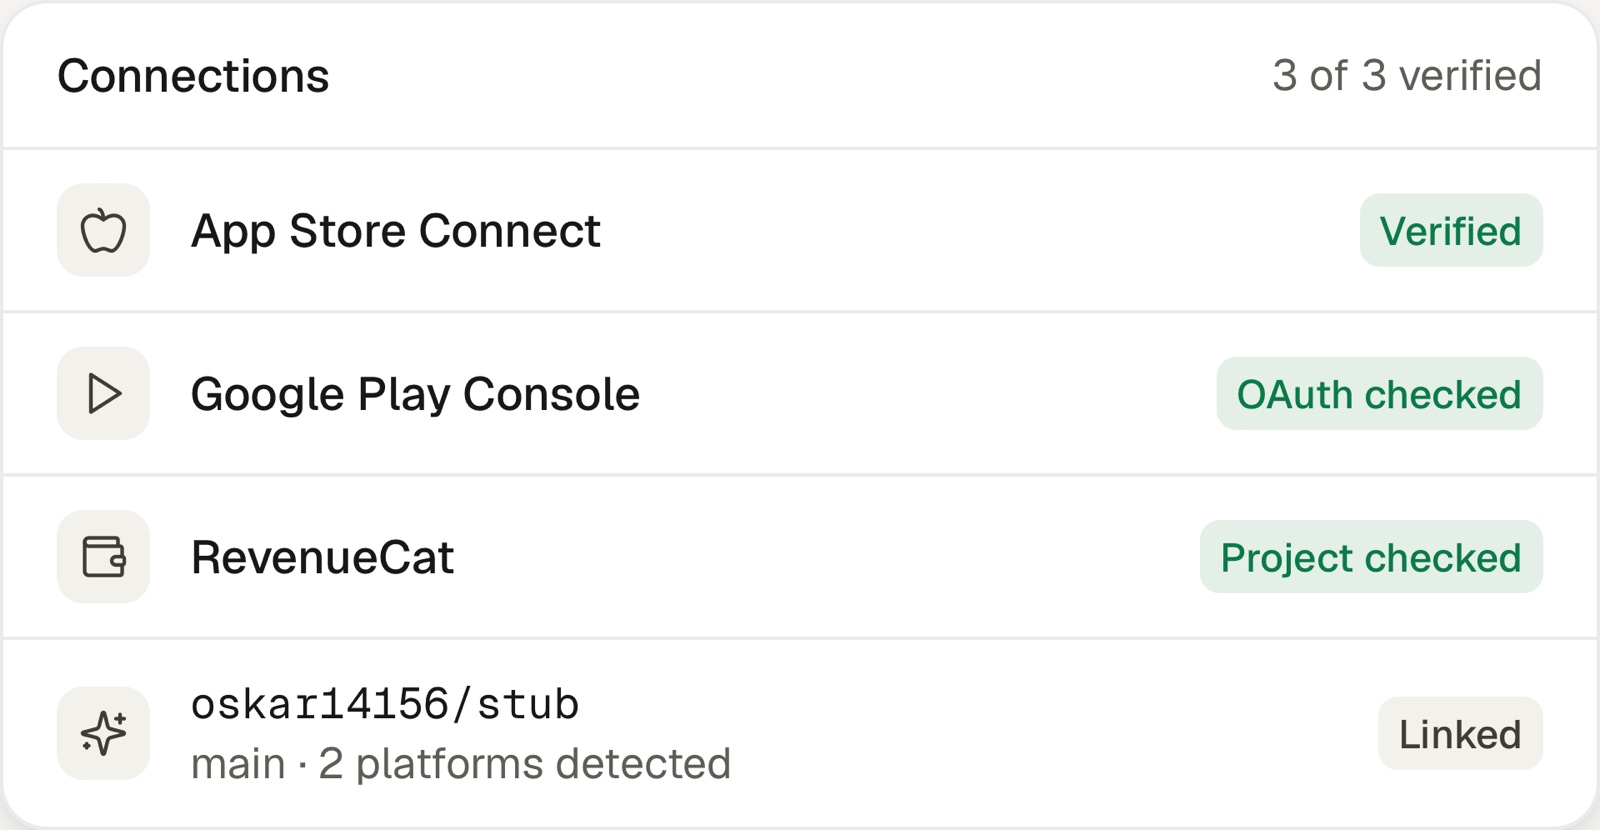 Connections
3 of 3 verified
App Store Connect
Verified
Google Play Console
OAuth checked
RevenueCat
Project checked
oskar14156/stub
main · 2 platforms detected
Linked